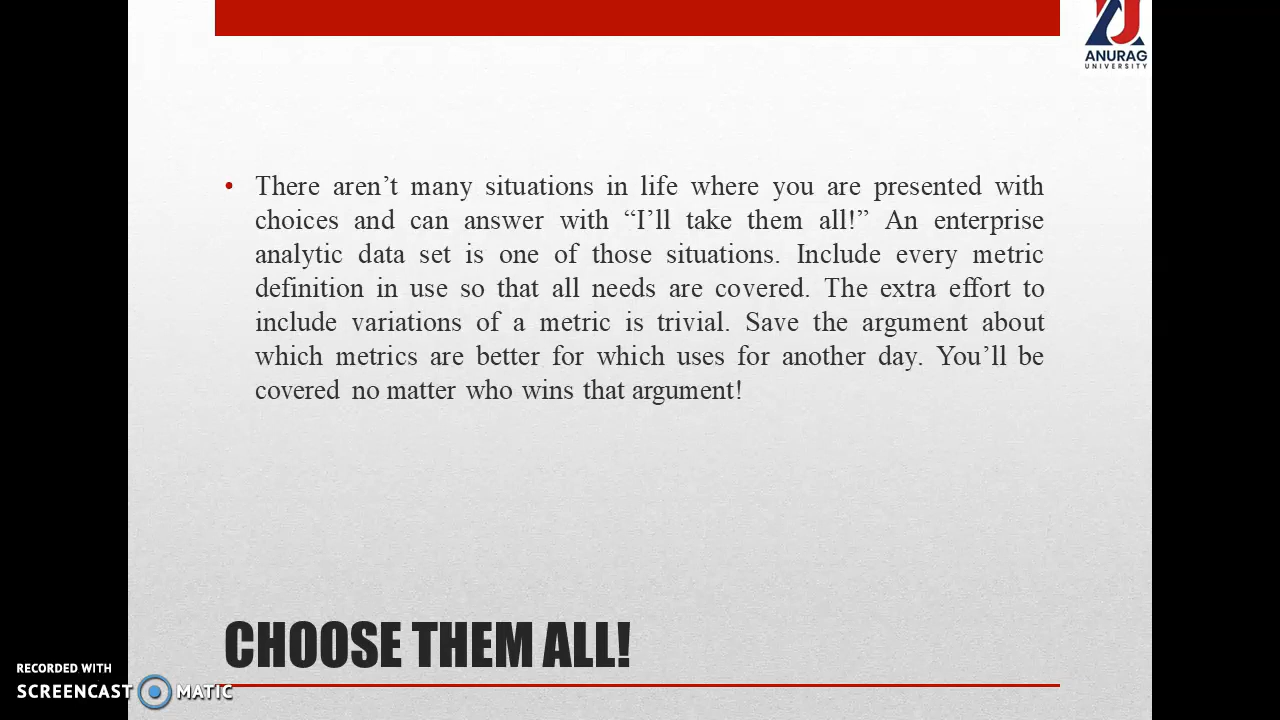 ANURAG
UNIVERSITY
• There aren’t many situations in life where you are presented with
choices and can answer with “I’ll take them all!” An enterprise
analytic data set is one of those situations. Include every metric
definition in use so that all needs are covered. The extra effort to
include variations of a metric is trivial. Save the argument about
which metrics are better for which uses for another day. You’ll be
covered no matter who wins that argument!
CHOOSE THEM ALL!
RECORDED WITH
SCREENCAST MATIC